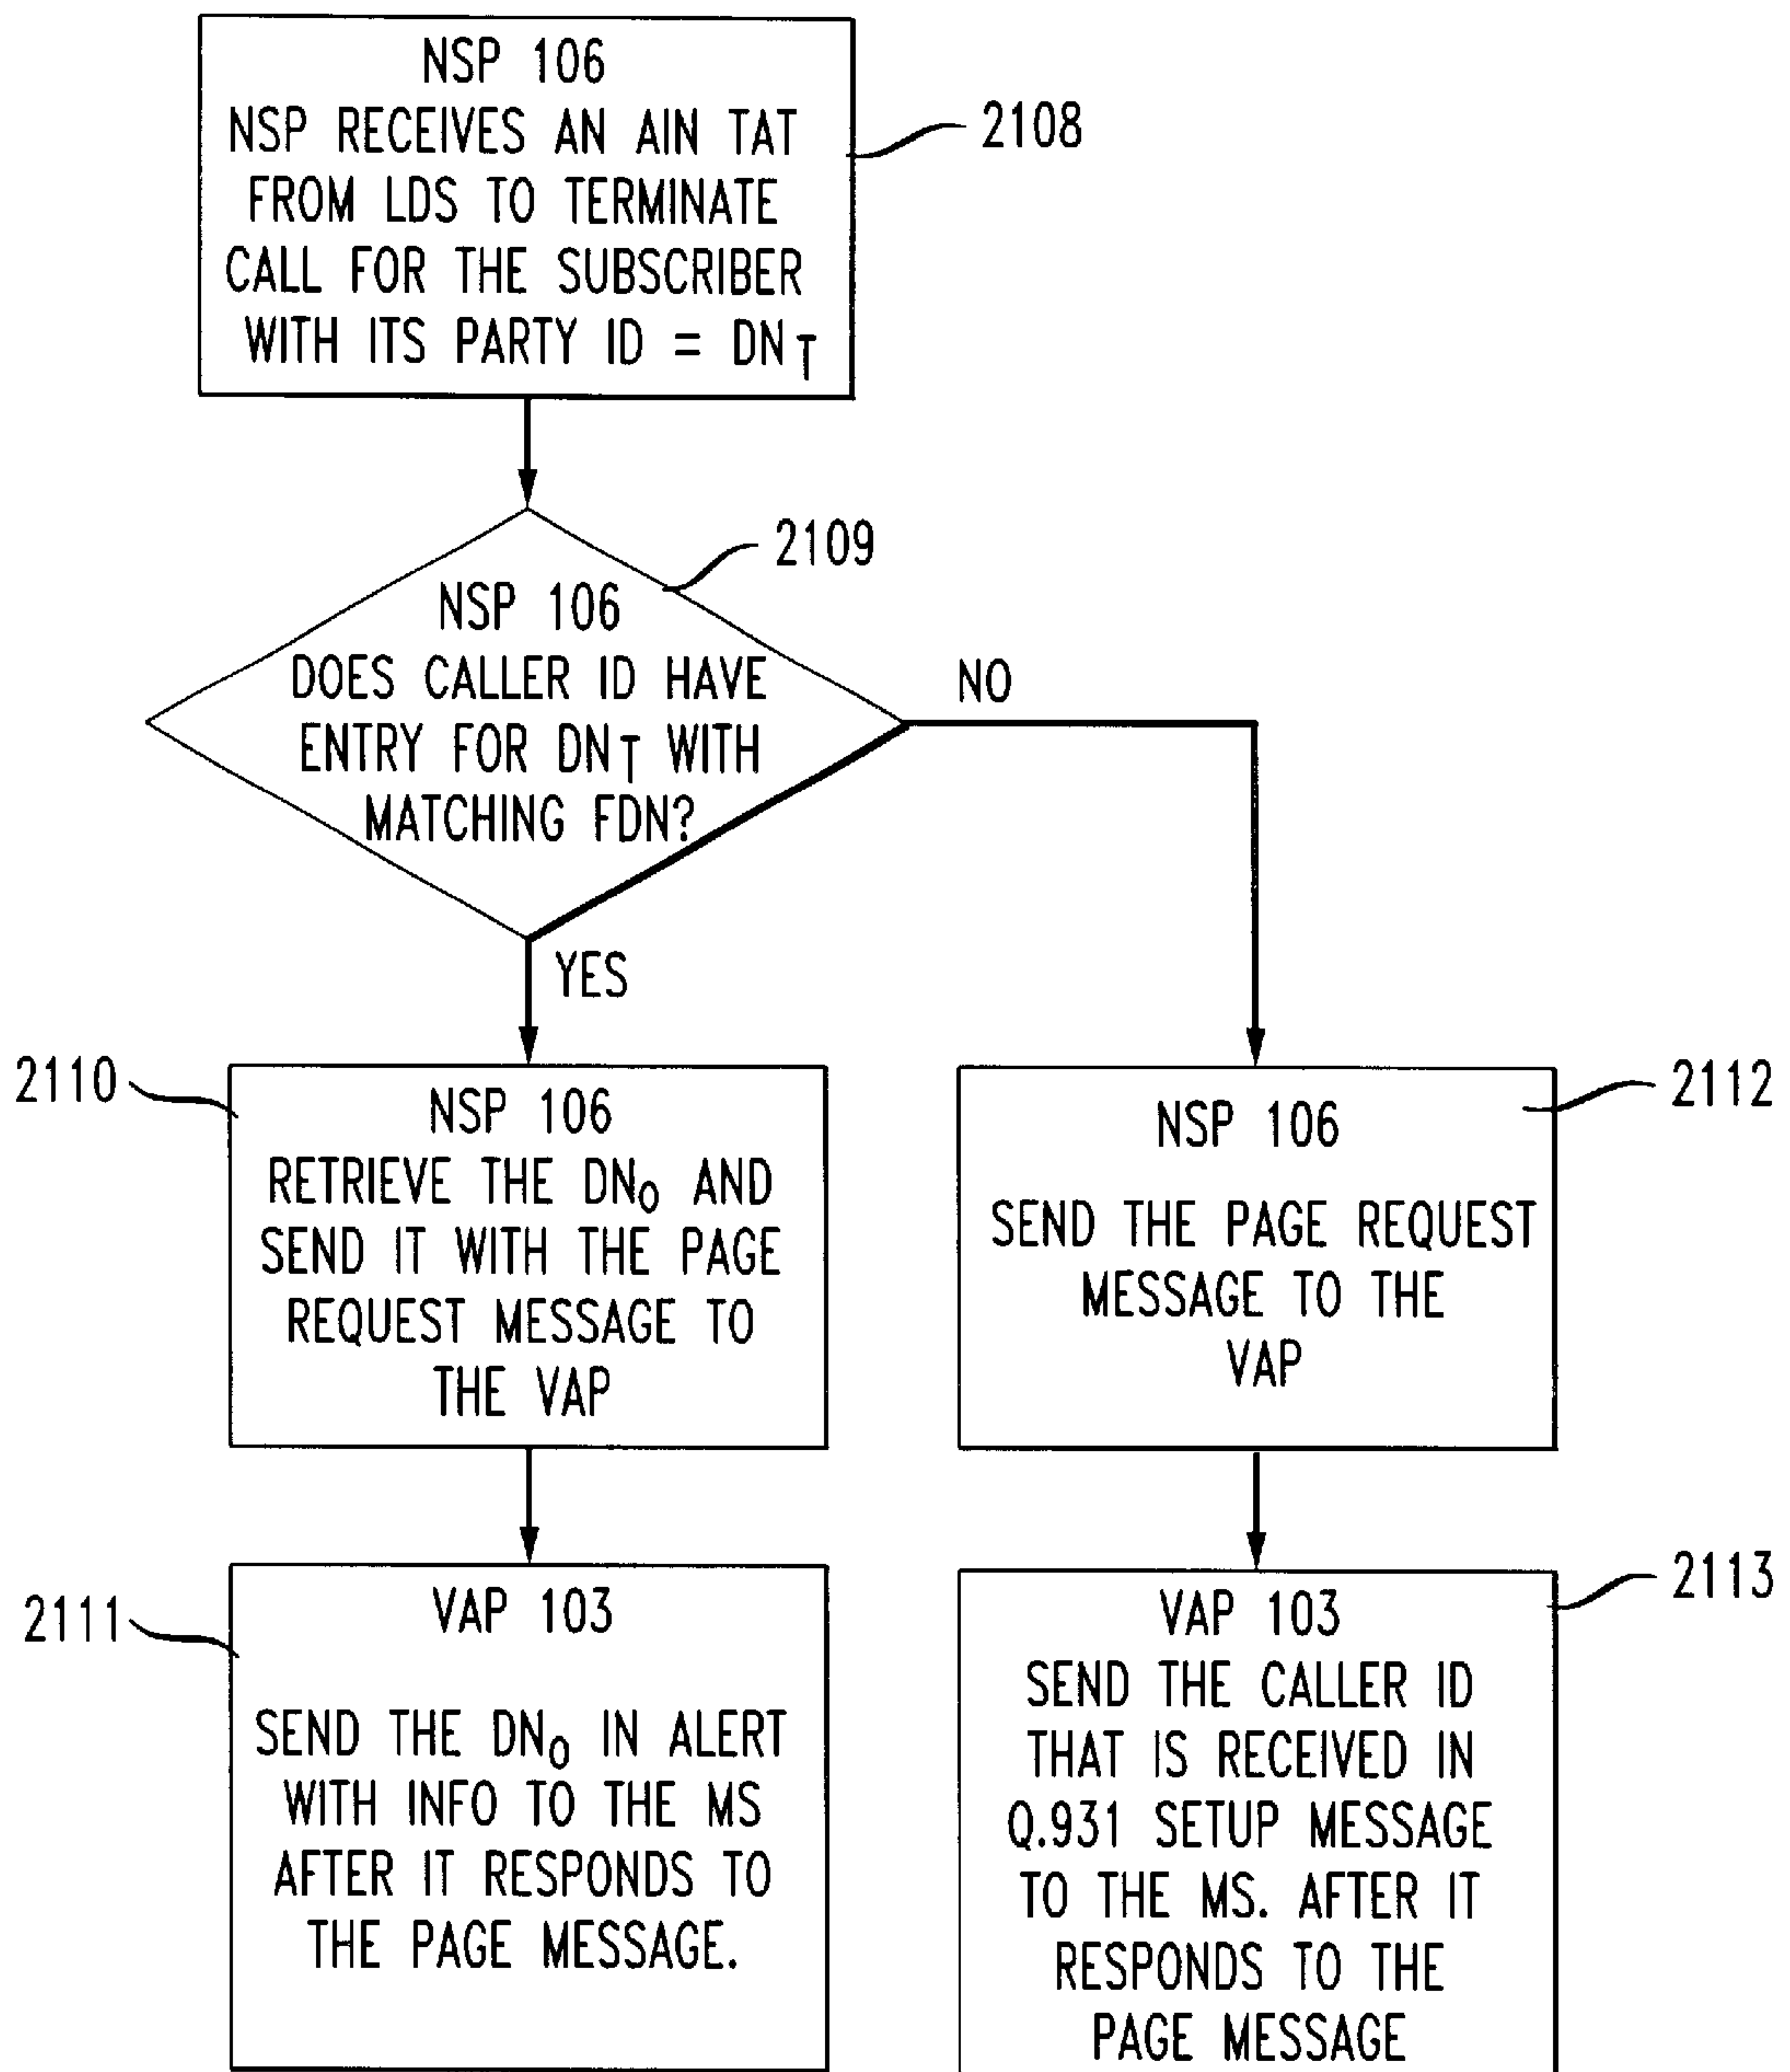 NSP 106
NSP RECEIVES AN AIN TAT
FROM LDS TO TERMINATE
CALL FOR THE SUBSCRIBER
WITH ITS PARTY ID = DNT
2108
2109
NSP 106
DOES CALLER ID HAVE
ENTRY FOR DNT WITH
MATCHING FDN?
NO
YES
2110
NSP 106
RETRIEVE THE DNO AND
SEND IT WITH THE PAGE
REQUEST MESSAGE TO
THE VAP
2112
NSP 106
SEND THE PAGE REQUEST
MESSAGE TO THE
VAP
2111
VAP 103
SEND THE DNO IN ALERT
WITH INFO TO THE MS
AFTER IT RESPONDS TO
THE PAGE MESSAGE.
2113
VAP 103
SEND THE CALLER ID
THAT IS RECEIVED IN
Q.931 SETUP MESSAGE
TO THE MS. AFTER IT
RESPONDS TO THE
PAGE MESSAGE